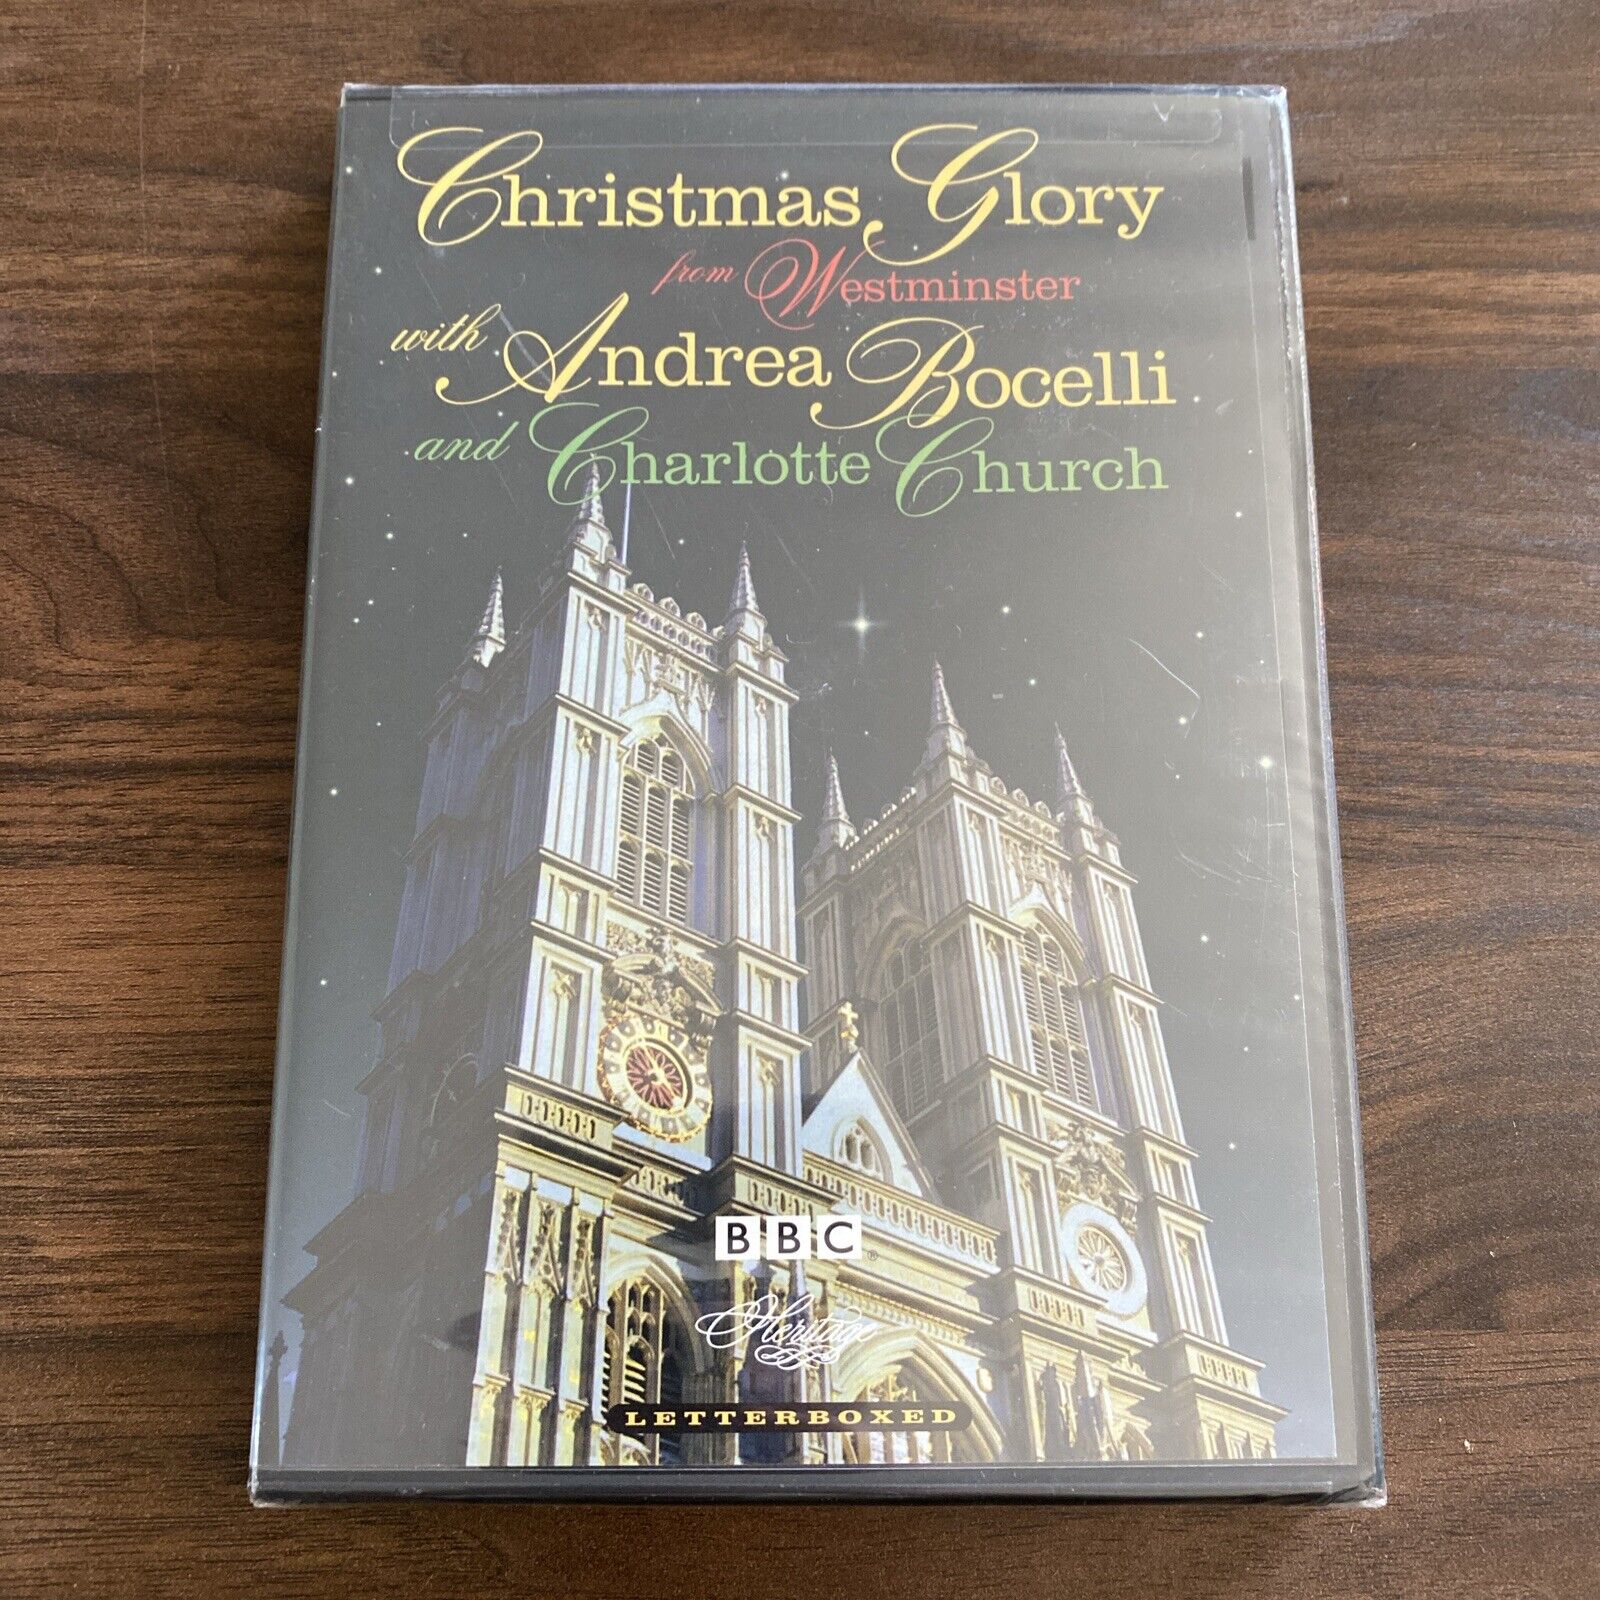 Christmas Glory
from Westminster
with Andrea Bocelli
and Charlotte Church
BBC®
Heritage
LETTERBOXED